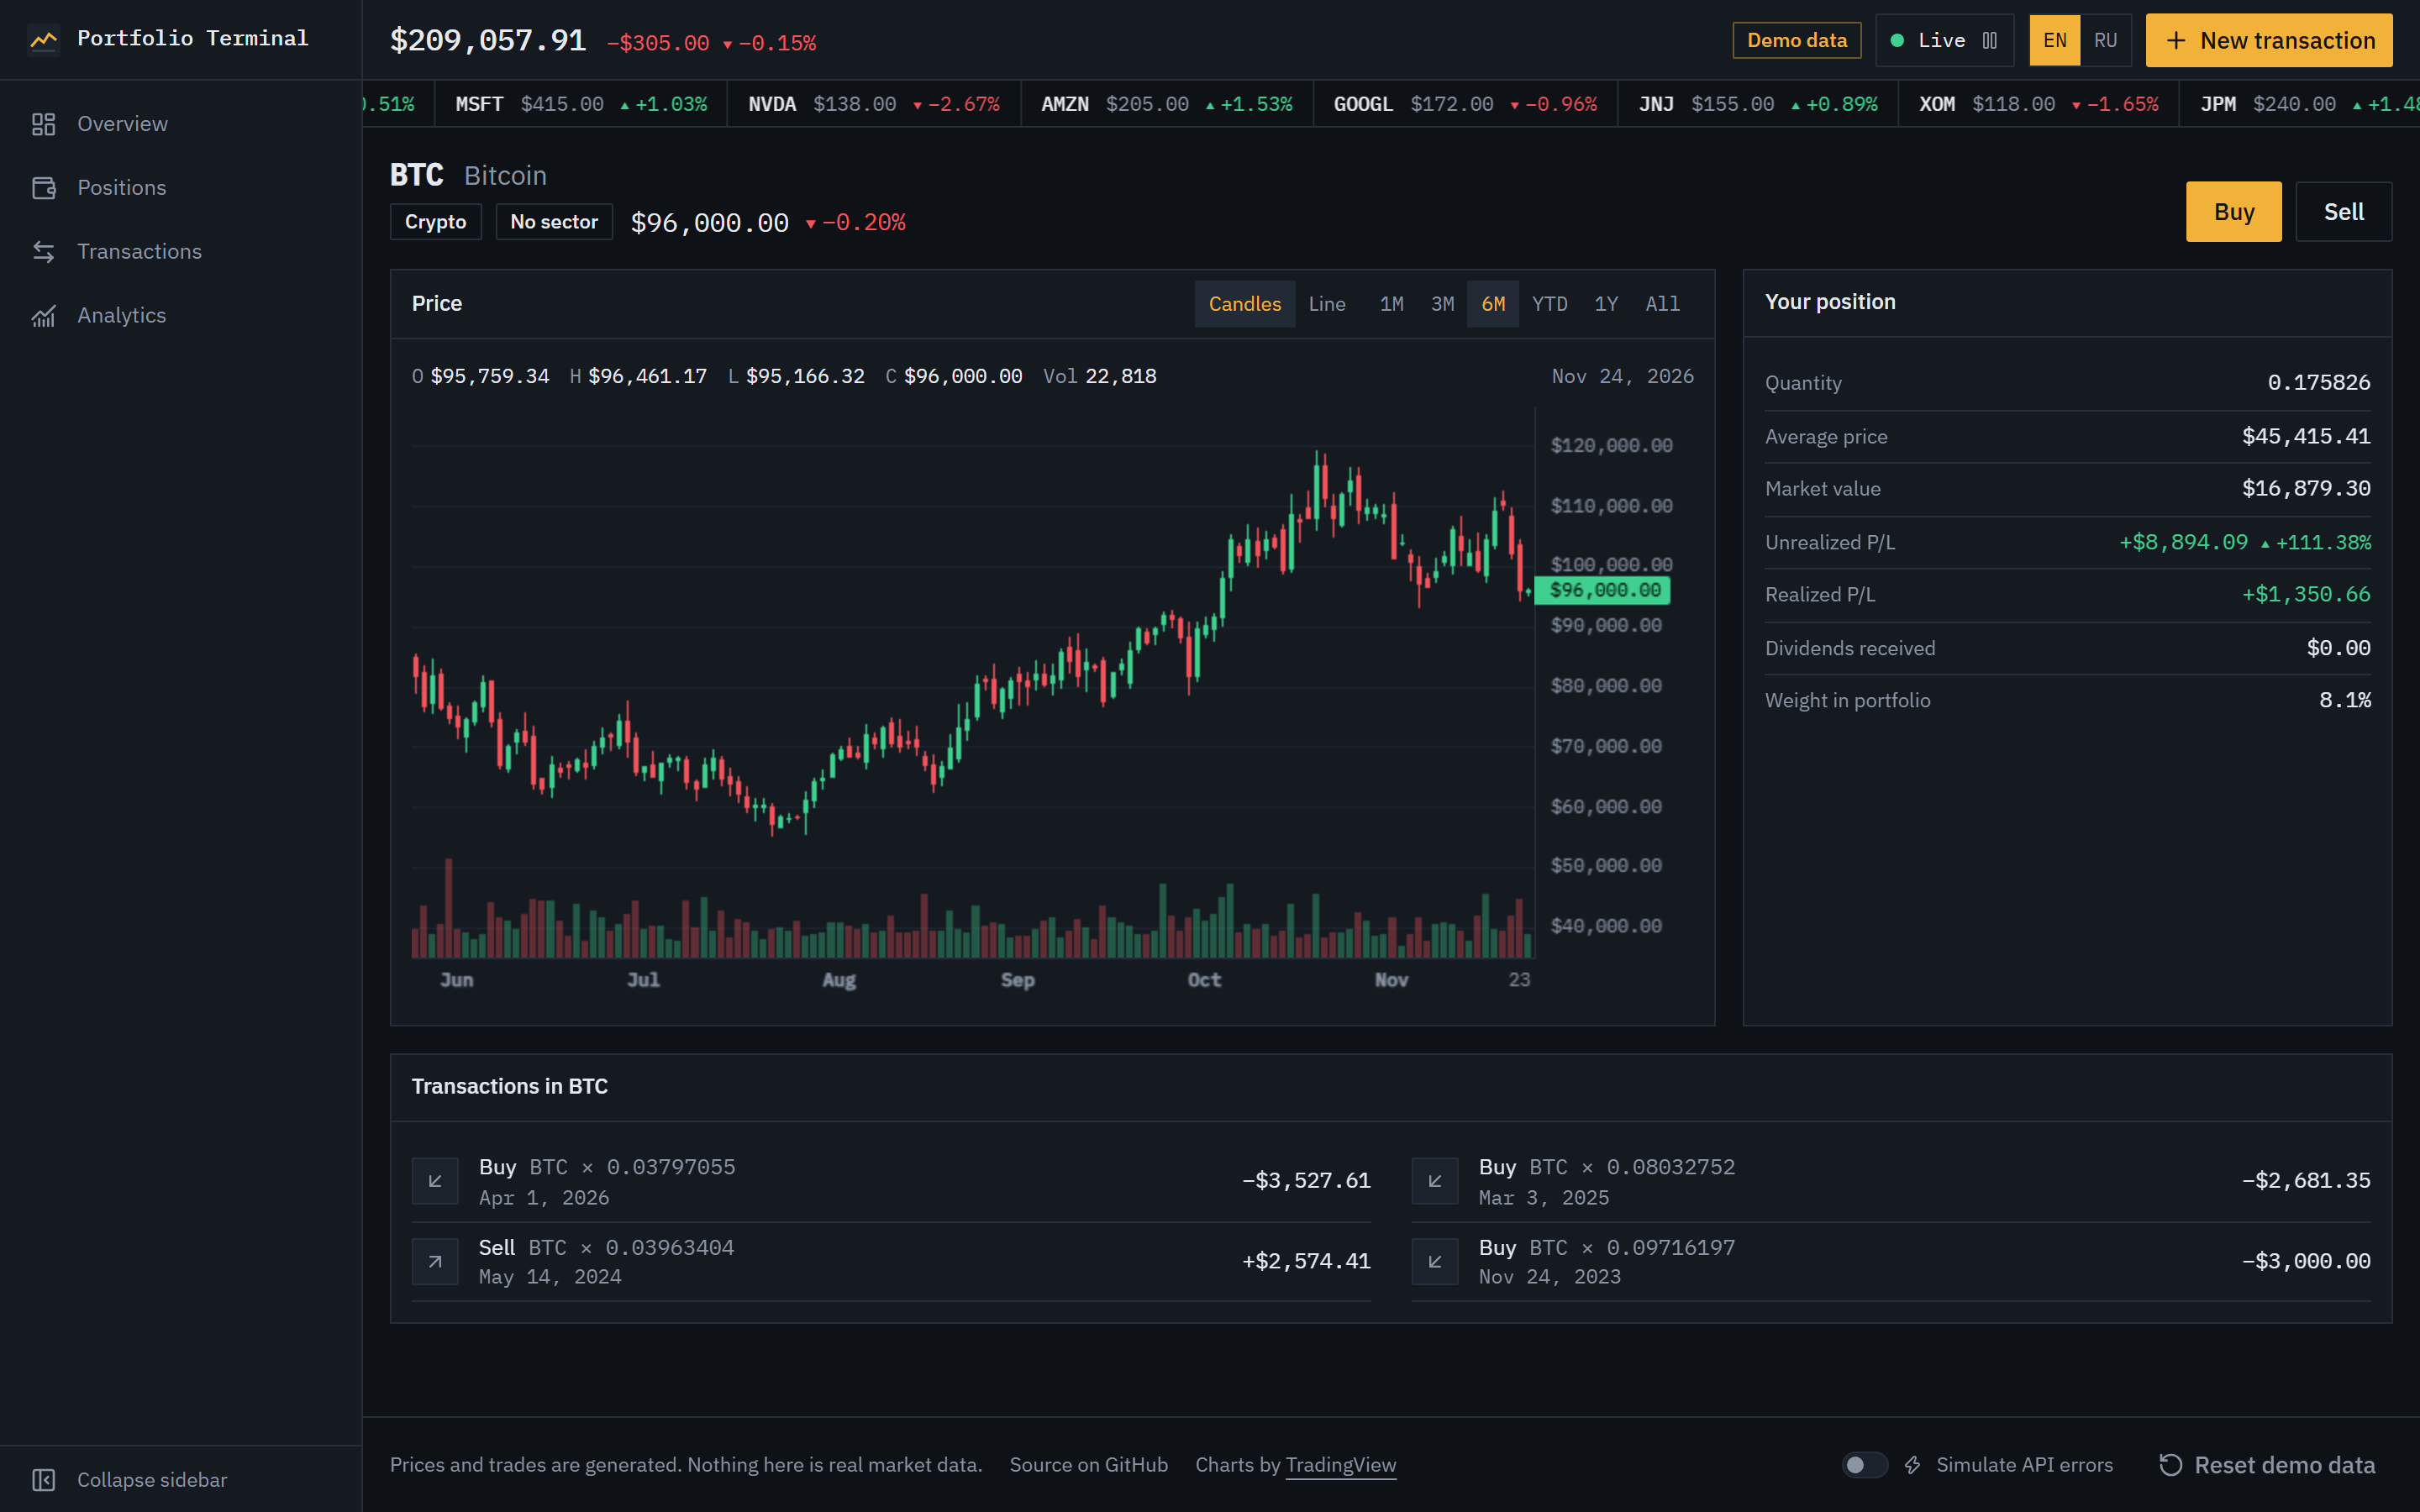 Portfolio Terminal
$209,057.91 −$305.00 ▼ −0.15%
Demo data
Live
EN RU
+ New transaction
Overview
Positions
Transactions
Analytics
0.51% MSFT $415.00 ▲ +1.03% NVDA $138.00 ▼ −2.67% AMZN $205.00 ▲ +1.53% GOOGL $172.00 ▼ −0.96% JNJ $155.00 ▲ +0.89% XOM $118.00 ▼ −1.65% JPM $240.00 ▲ +1.48
BTC Bitcoin
Crypto No sector $96,000.00 ▼ −0.20%
Buy Sell
Price
Candles Line 1M 3M 6M YTD 1Y All
O $95,759.34 H $96,461.17 L $95,166.32 C $96,000.00 Vol 22,818
Nov 24, 2026
$120,000.00
$110,000.00
$100,000.00
$96,000.00
$90,000.00
$80,000.00
$70,000.00
$60,000.00
$50,000.00
$40,000.00
Jun Jul Aug Sep Oct Nov 23
Your position
Quantity 0.175826
Average price $45,415.41
Market value $16,879.30
Unrealized P/L +$8,894.09 ▲ +111.38%
Realized P/L +$1,350.66
Dividends received $0.00
Weight in portfolio 8.1%
Transactions in BTC
Buy BTC × 0.03797055 −$3,527.61
Apr 1, 2026
Buy BTC × 0.08032752 −$2,681.35
Mar 3, 2025
Sell BTC × 0.03963404 +$2,574.41
May 14, 2024
Buy BTC × 0.09716197 −$3,000.00
Nov 24, 2023
Collapse sidebar
Prices and trades are generated. Nothing here is real market data. Source on GitHub Charts by TradingView
Simulate API errors
Reset demo data